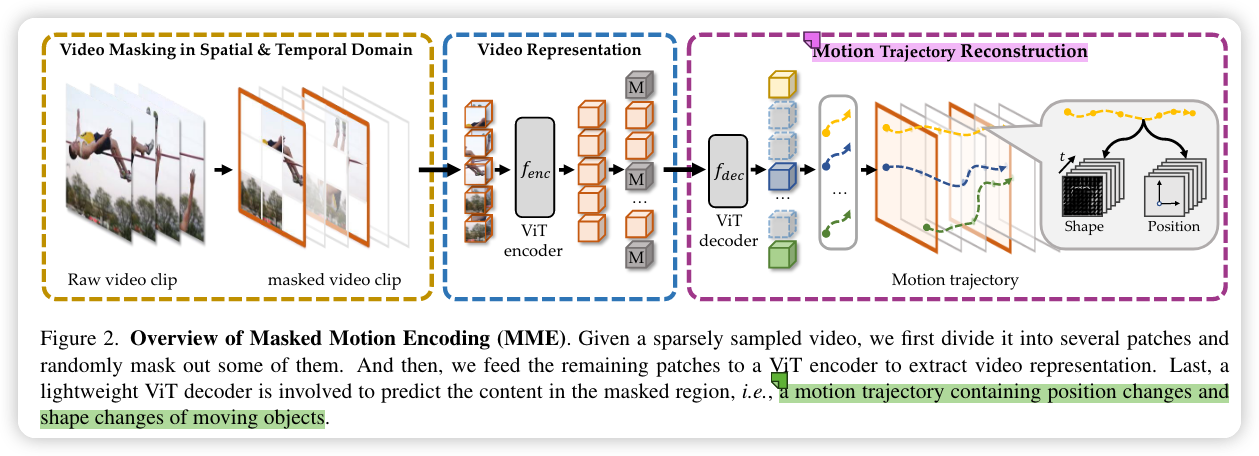 Video Masking in Spatial & Temporal Domain
Raw video clip
masked video clip
Video Representation
f_enc
ViT
encoder
M
M
...
M
Motion Trajectory Reconstruction
f_dec
ViT
decoder
...
...
Motion trajectory
t
Shape
Position
Figure 2. Overview of Masked Motion Encoding (MME). Given a sparsely sampled video, we first divide it into several patches and
randomly mask out some of them. And then, we feed the remaining patches to a ViT encoder to extract video representation. Last, a
lightweight ViT decoder is involved to predict the content in the masked region, i.e., a motion trajectory containing position changes and
shape changes of moving objects.